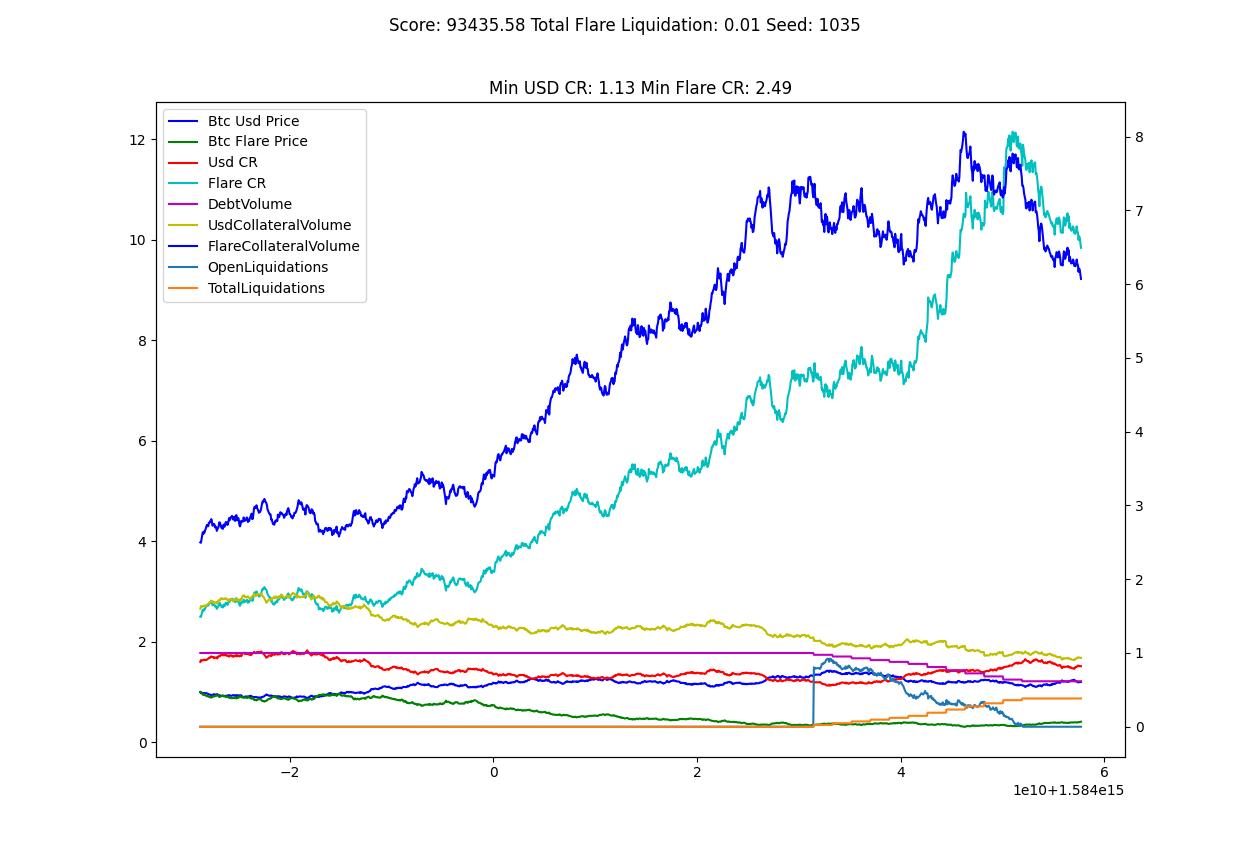 Score: 93435.58 Total Flare Liquidation: 0.01 Seed: 1035
Min USD CR: 1.13 Min Flare CR: 2.49
Btc Usd Price
Btc Flare Price
Usd CR
Flare CR
DebtVolume
UsdCollateralVolume
FlareCollateralVolume
OpenLiquidations
TotalLiquidations
12
10
8
6
4
2
0
8
7
6
5
4
3
2
1
0
−2 0 2 4 6
1e10+1.584e15